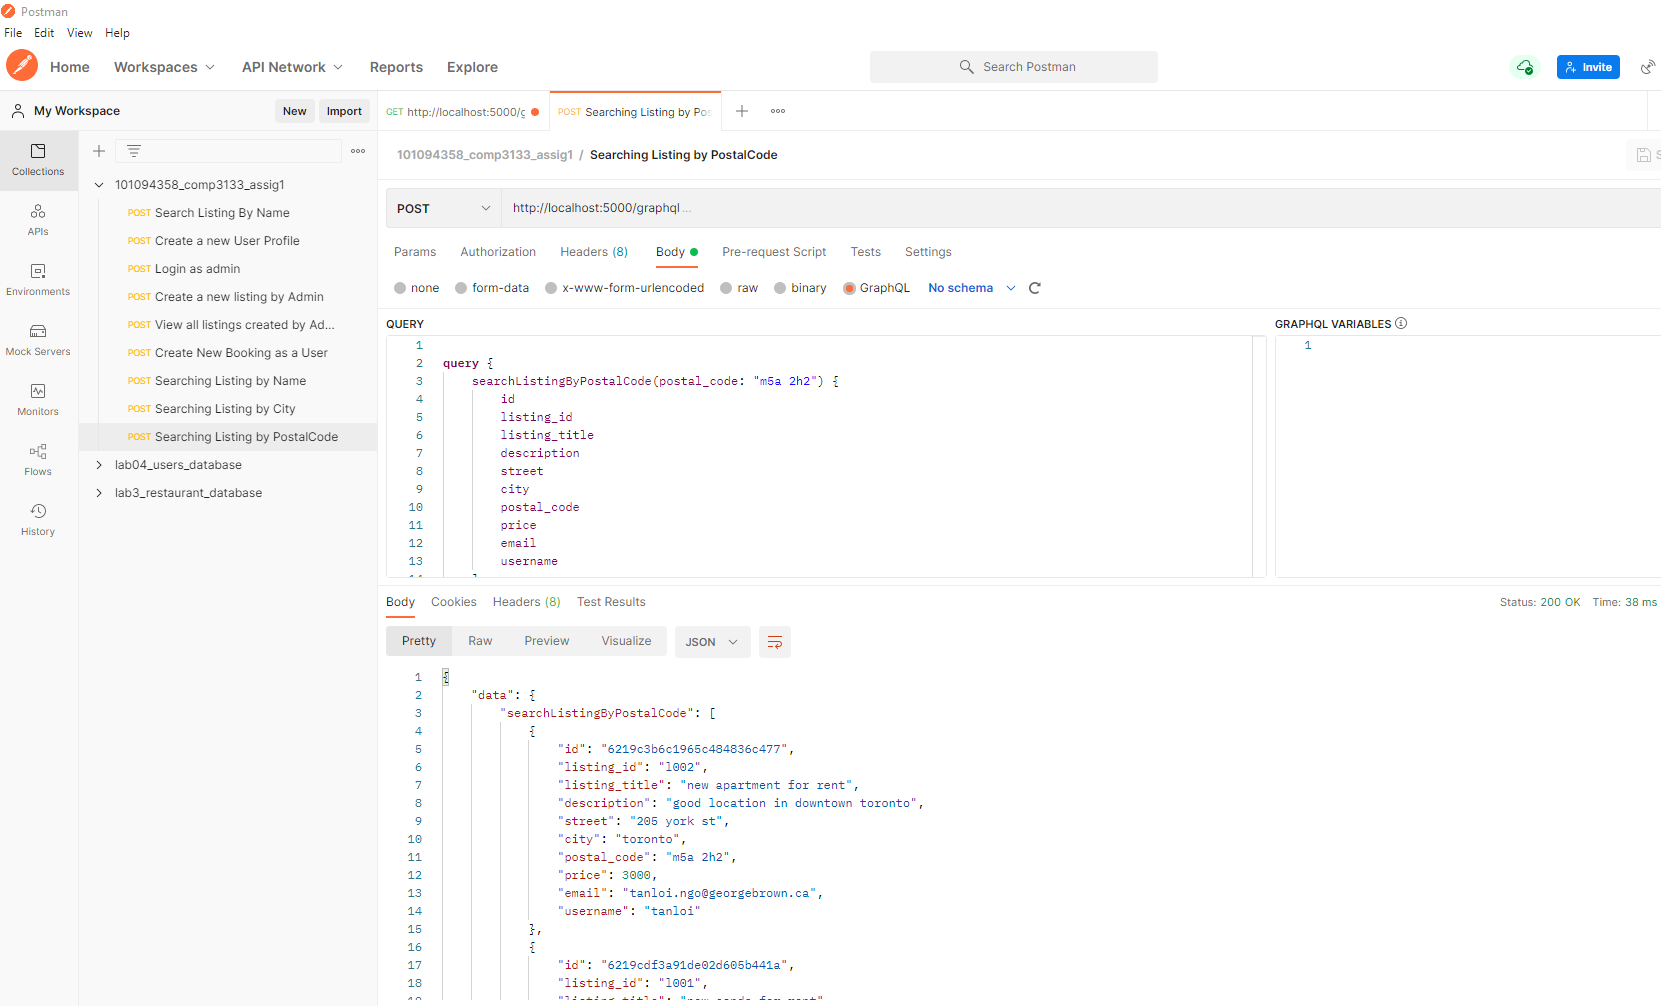 Postman
File Edit View Help
Home Workspaces API Network Reports Explore Search Postman Invite
My Workspace New Import
GET http://localhost:5000/g POST Searching Listing by Pos
Collections
APIs
Environments
Mock Servers
Monitors
Flows
History
101094358_comp3133_assig1
POST Search Listing By Name
POST Create a new User Profile
POST Login as admin
POST Create a new listing by Admin
POST View all listings created by Ad...
POST Create New Booking as a User
POST Searching Listing by Name
POST Searching Listing by City
POST Searching Listing by PostalCode
lab04_users_database
lab3_restaurant_database
101094358_comp3133_assig1 / Searching Listing by PostalCode
POST http://localhost:5000/graphql ...
Params Authorization Headers (8) Body Pre-request Script Tests Settings
none form-data x-www-form-urlencoded raw binary GraphQL No schema
QUERY
1
2 query {
3 searchListingByPostalCode(postal_code: "m5a 2h2") {
4 id
5 listing_id
6 listing_title
7 description
8 street
9 city
10 postal_code
11 price
12 email
13 username
GRAPHQL VARIABLES
1
Body Cookies Headers (8) Test Results Status: 200 OK Time: 38 ms
Pretty Raw Preview Visualize JSON
1 {
2 "data": {
3 "searchListingByPostalCode": [
4 {
5 "id": "6219c3b6c1965c484836c477",
6 "listing_id": "l002",
7 "listing_title": "new apartment for rent",
8 "description": "good location in downtown toronto",
9 "street": "205 york st",
10 "city": "toronto",
11 "postal_code": "m5a 2h2",
12 "price": 3000,
13 "email": "tanloi.ngo@georgebrown.ca",
14 "username": "tanloi"
15 },
16 {
17 "id": "6219cdf3a91de02d605b441a",
18 "listing_id": "l001",